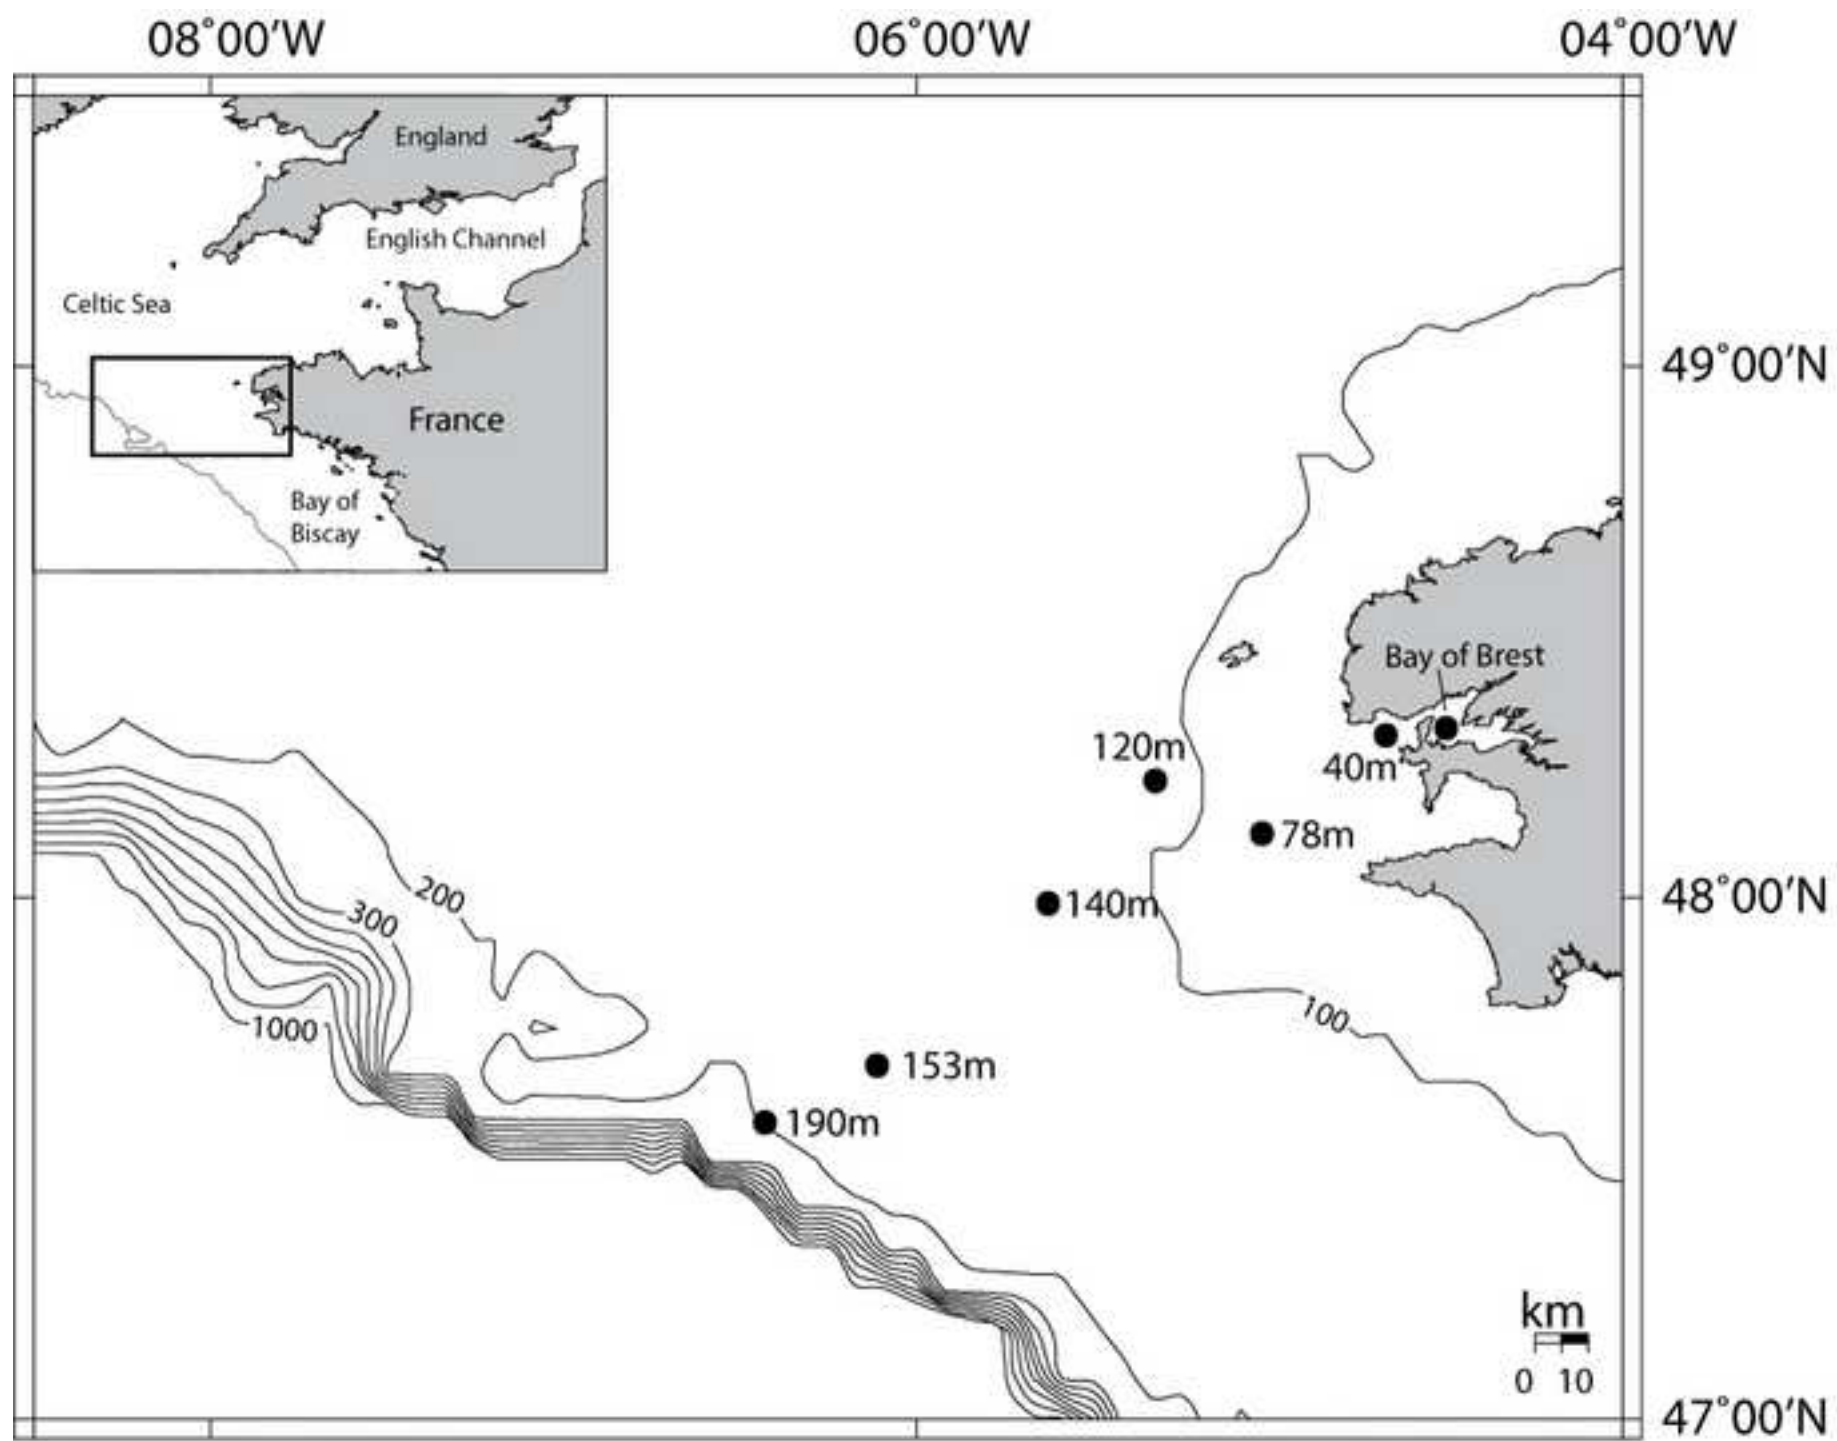 08°00'W 06°00'W 04°00'W
England
English Channel
Celtic Sea
49°00'N
France
Bay of
Biscay
Bay of Brest
120m
40m
78m
200
140m
48°00'N
300
100
1000
153m
190m
km
0 10
47°00'N